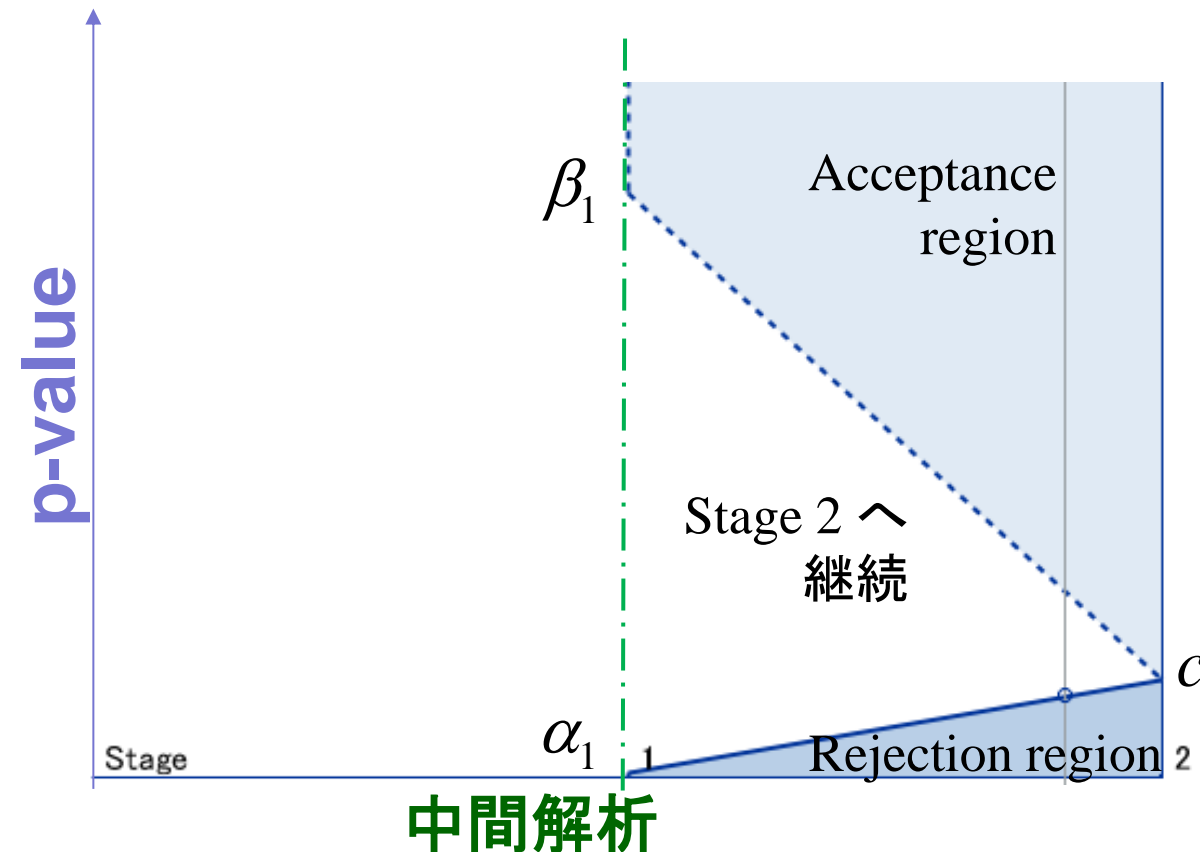 p-value
β1
Acceptance
region
Stage 2 へ
継続
c
α1
Stage
1
Rejection region
2
中間解析